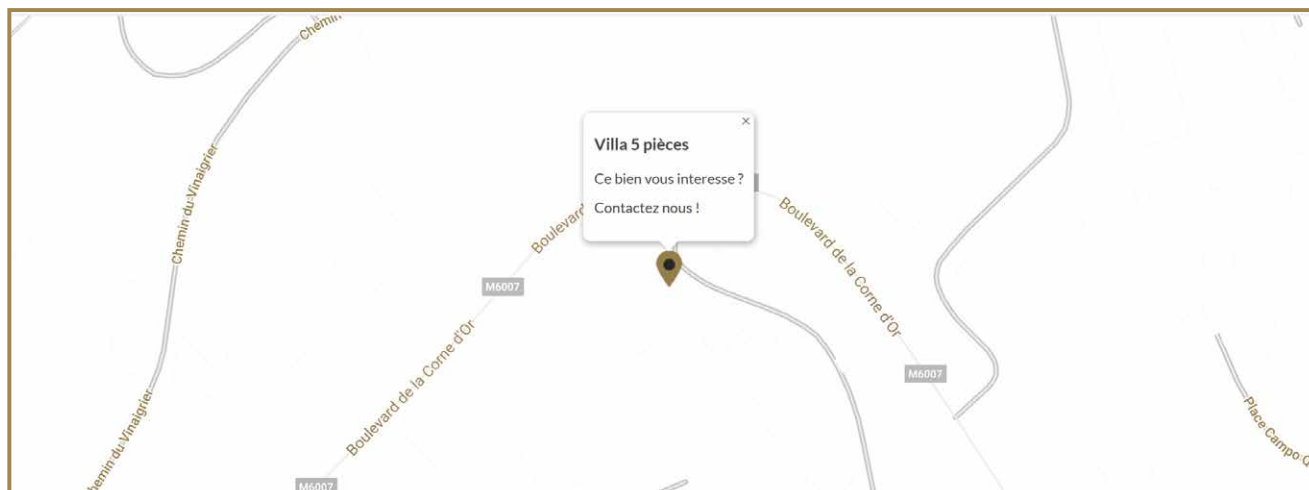 Chemin
Chemin du Vinaigrier
×
Villa 5 pièces
Ce bien vous interesse ?
Contactez nous !
Boulevard
Boulevard de la Corne d'Or
M6007
Boulevard de la Corne d'Or
M6007
Chemin du Vinaigrier
M6007
Place Campo